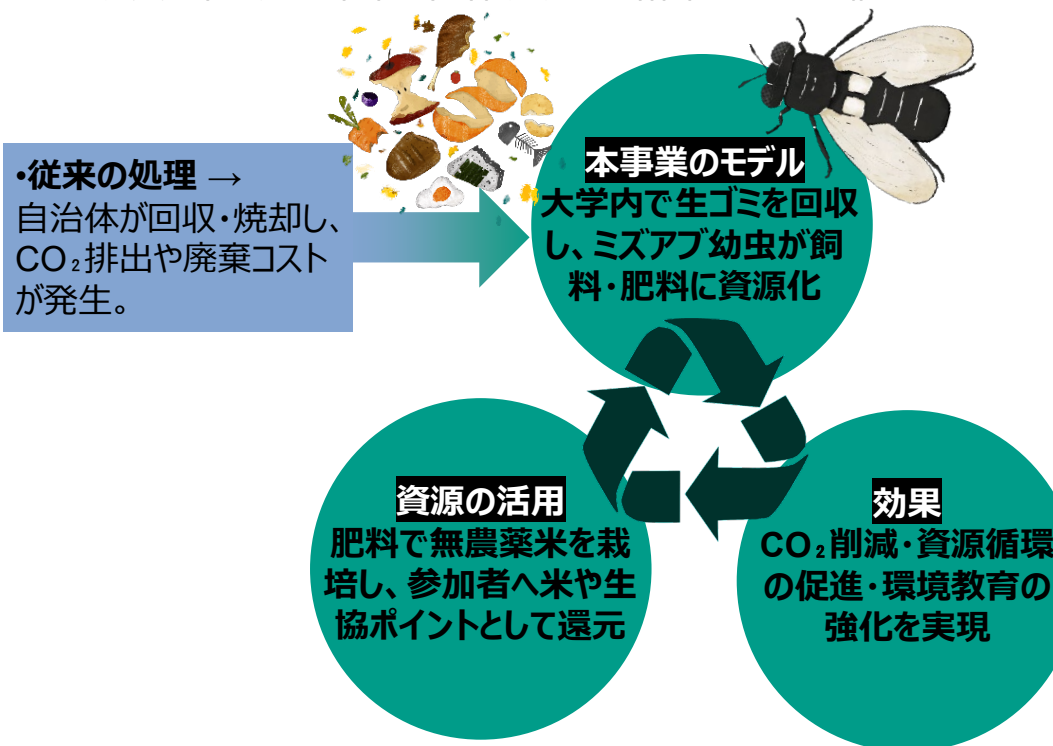 ・従来の処理 →
自治体が回収・焼却し、
CO₂排出や廃棄コスト
が発生。
本事業のモデル
大学内で生ゴミを回収
し、ミズアブ幼虫が飼
料・肥料に資源化
資源の活用
肥料で無農薬米を栽
培し、参加者へ米や生
協ポイントとして還元
効果
CO₂削減・資源循環
の促進・環境教育の
強化を実現